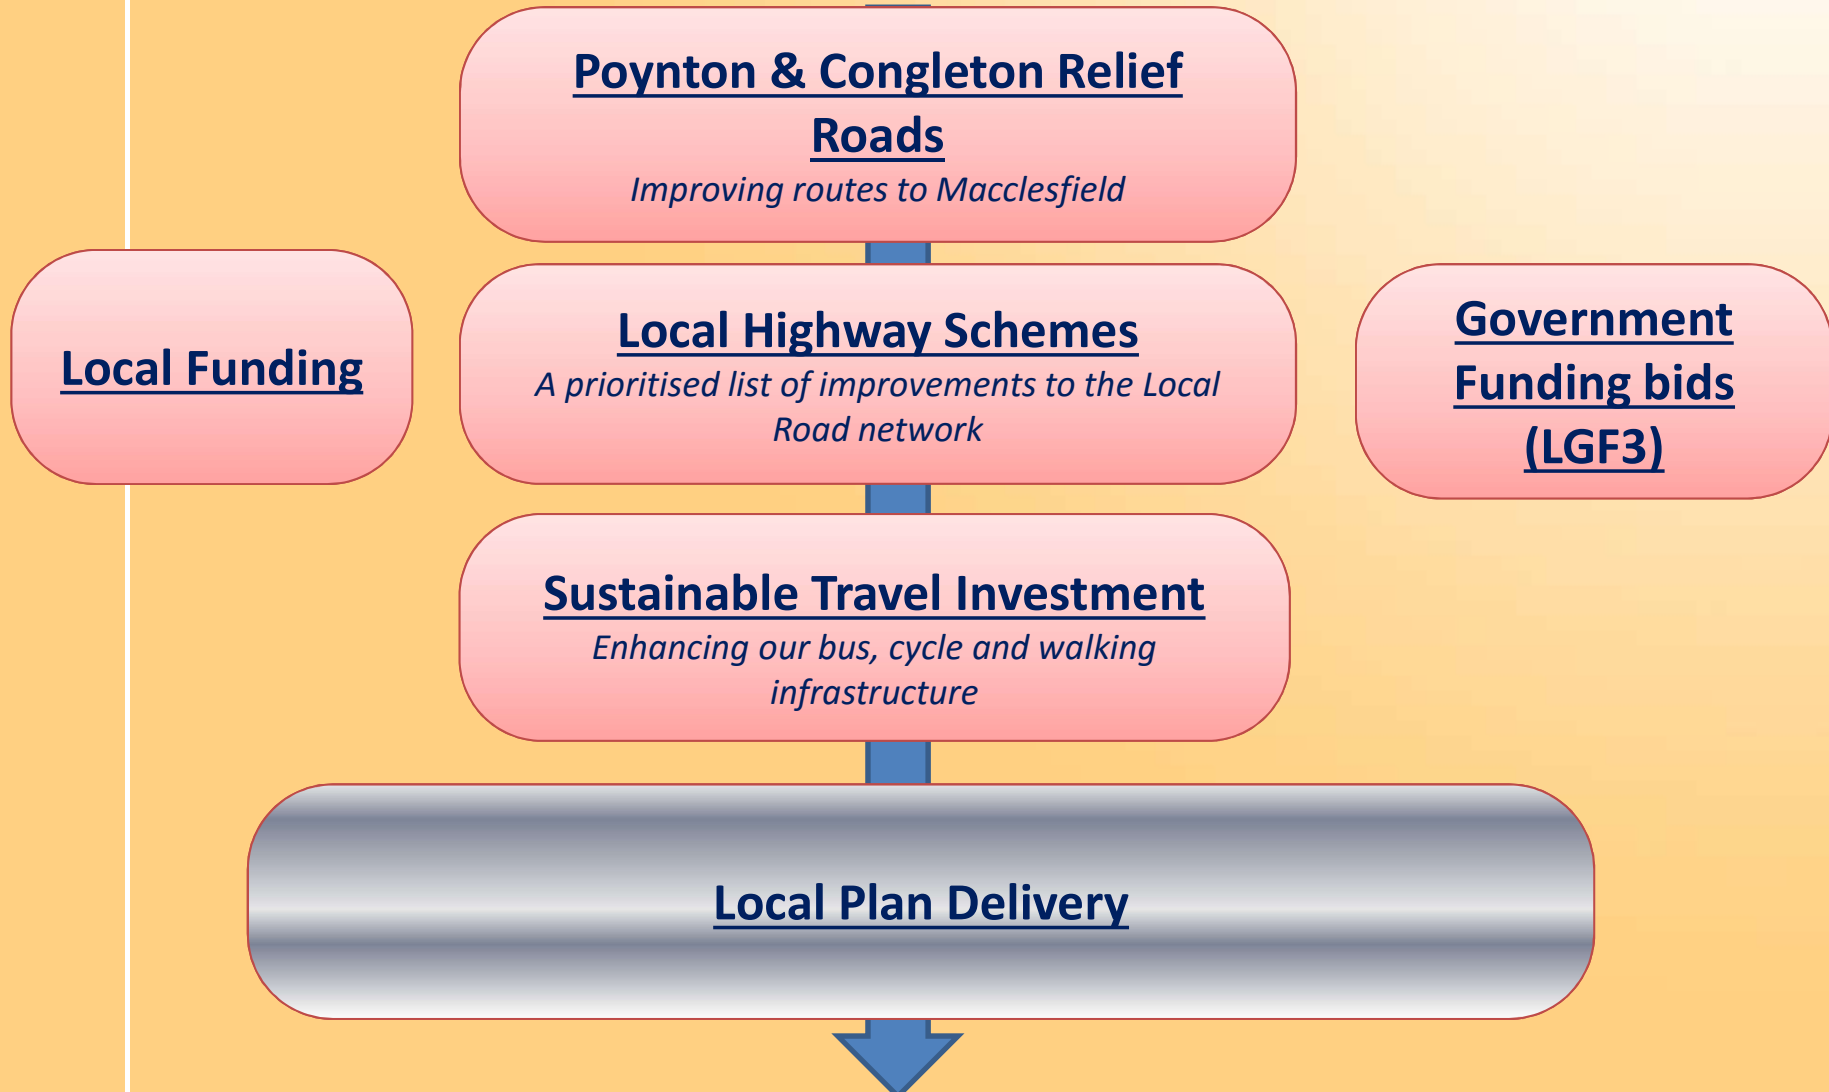 Poynton & Congleton Relief
Roads
Improving routes to Macclesfield
Local Funding
Local Highway Schemes
A prioritised list of improvements to the Local
Road network
Government
Funding bids
(LGF3)
Sustainable Travel Investment
Enhancing our bus, cycle and walking
infrastructure
Local Plan Delivery